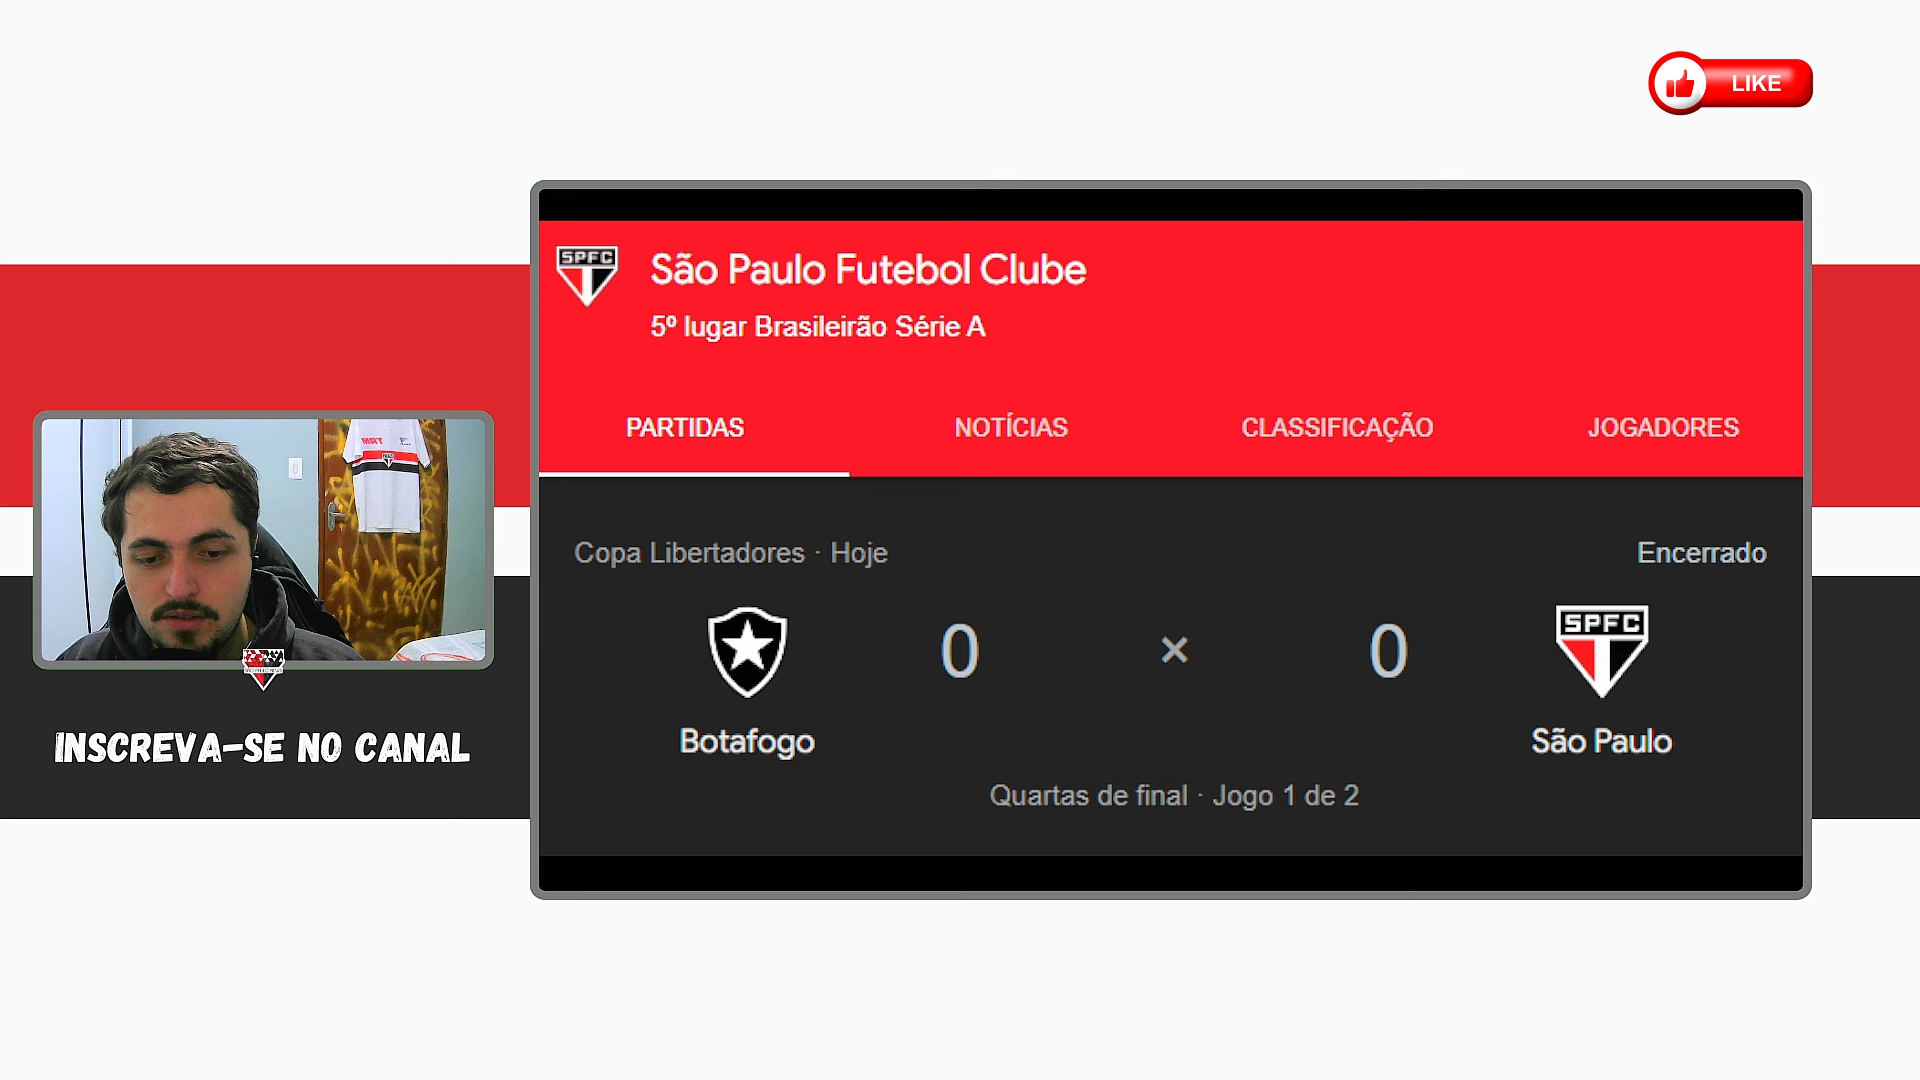 LIKE
SPFC
São Paulo Futebol Clube
5º lugar Brasileirão Série A
PARTIDAS
NOTÍCIAS
CLASSIFICAÇÃO
JOGADORES
MRT
Copa Libertadores · Hoje
Encerrado
0
×
0
SPFC
Botafogo
São Paulo
Quartas de final · Jogo 1 de 2
INSCREVA-SE NO CANAL